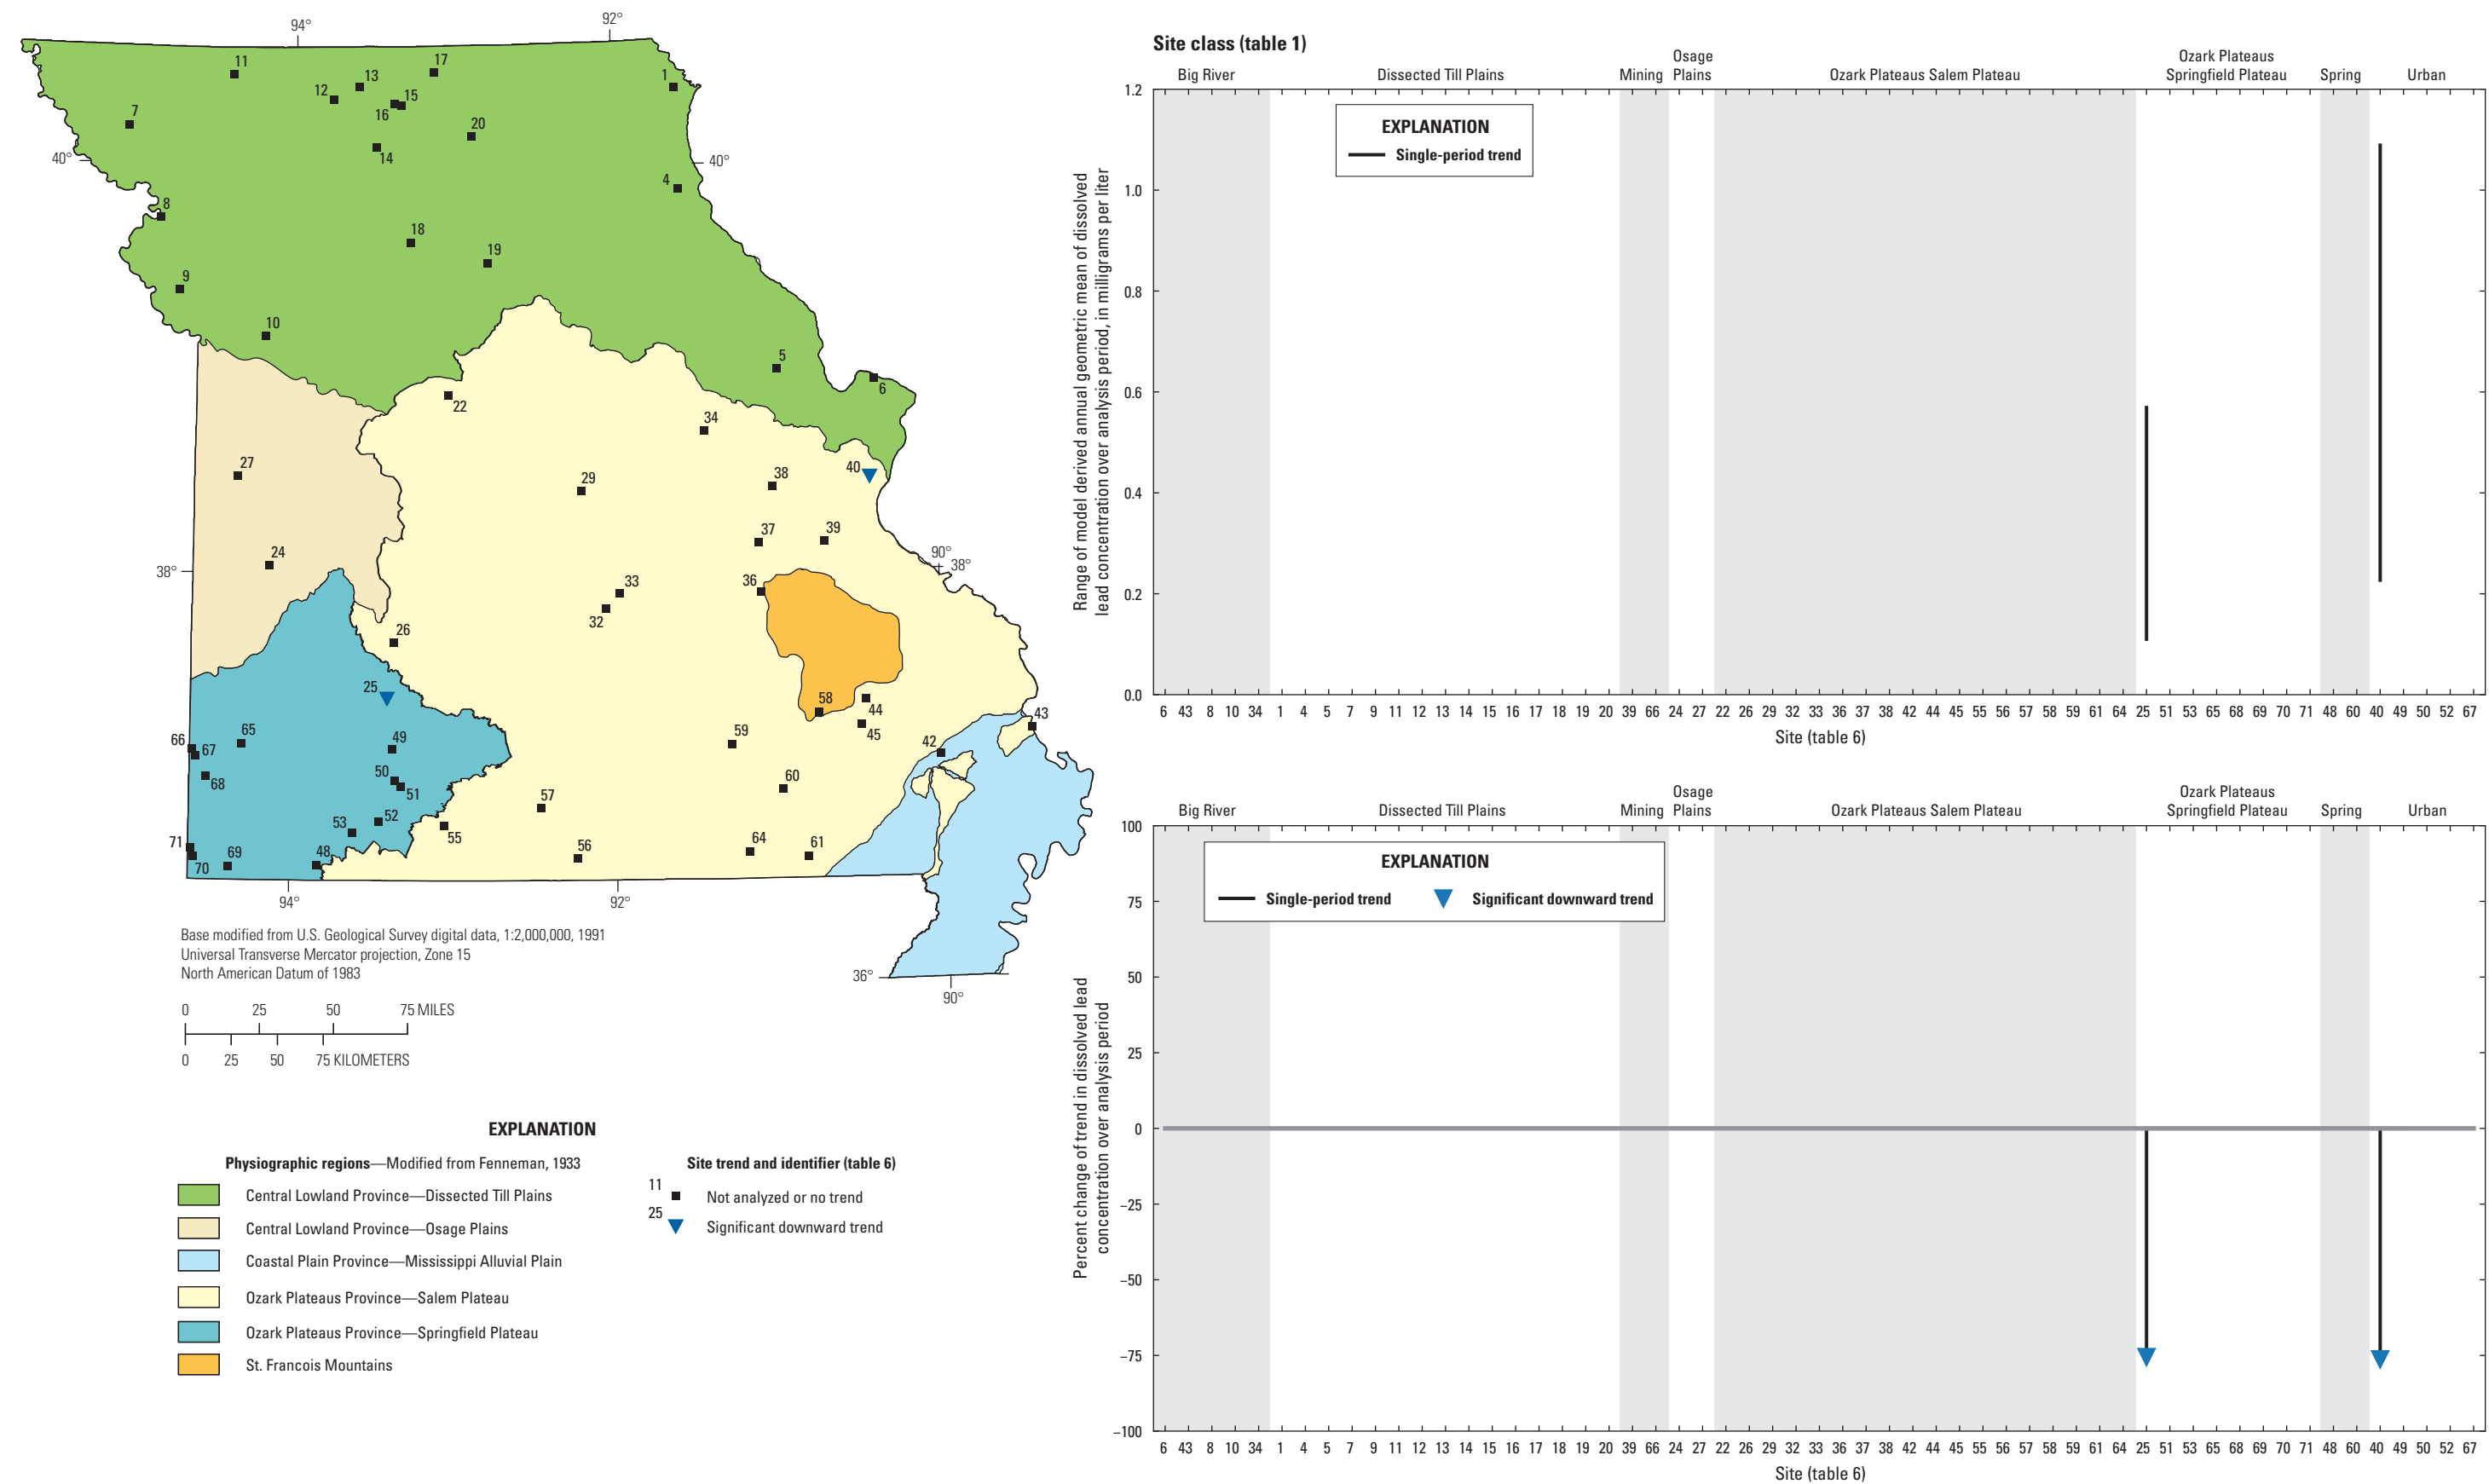 94°
92°
11
17
13
1
12
15
16
7
20
40°
40°
14
4
8
18
19
9
10
5
6
22
34
27
40
38
29
37
39
24
90°
38°
38°
36
33
32
26
25
58
44
43
65
49
59
45
66
67
42
50
60
68
51
57
53
52
55
71
69
48
56
64
61
70
94°
92°
36°
90°
Base modified from U.S. Geological Survey digital data, 1:2,000,000, 1991
Universal Transverse Mercator projection, Zone 15
North American Datum of 1983
0 25 50 75 MILES
0 25 50 75 KILOMETERS
EXPLANATION
Physiographic regions—Modified from Fenneman, 1933
Central Lowland Province—Dissected Till Plains
Central Lowland Province—Osage Plains
Coastal Plain Province—Mississippi Alluvial Plain
Ozark Plateaus Province—Salem Plateau
Ozark Plateaus Province—Springfield Plateau
St. Francois Mountains
Site trend and identifier (table 6)
11
Not analyzed or no trend
25
Significant downward trend
Site class (table 1)
Big River
Dissected Till Plains
Mining
Osage
Plains
Ozark Plateaus Salem Plateau
Ozark Plateaus
Springfield Plateau
Spring
Urban
EXPLANATION
Single-period trend
Range of model derived annual geometric mean of dissolved
lead concentration over analysis period, in milligrams per liter
1.2
1.0
0.8
0.6
0.4
0.2
0.0
6 43 8 10 34 1 4 5 7 9 11 12 13 14 15 16 17 18 19 20 39 66 24 27 22 26 29 32 33 36 37 38 42 44 45 55 56 57 58 59 61 64 25 51 53 65 68 69 70 71 48 60 40 49 50 52 67
Site (table 6)
Big River
Dissected Till Plains
Mining
Osage
Plains
Ozark Plateaus Salem Plateau
Ozark Plateaus
Springfield Plateau
Spring
Urban
EXPLANATION
Single-period trend
Significant downward trend
Percent change of trend in dissolved lead
concentration over analysis period
100
75
50
25
0
−25
−50
−75
−100
6 43 8 10 34 1 4 5 7 9 11 12 13 14 15 16 17 18 19 20 39 66 24 27 22 26 29 32 33 36 37 38 42 44 45 55 56 57 58 59 61 64 25 51 53 65 68 69 70 71 48 60 40 49 50 52 67
Site (table 6)